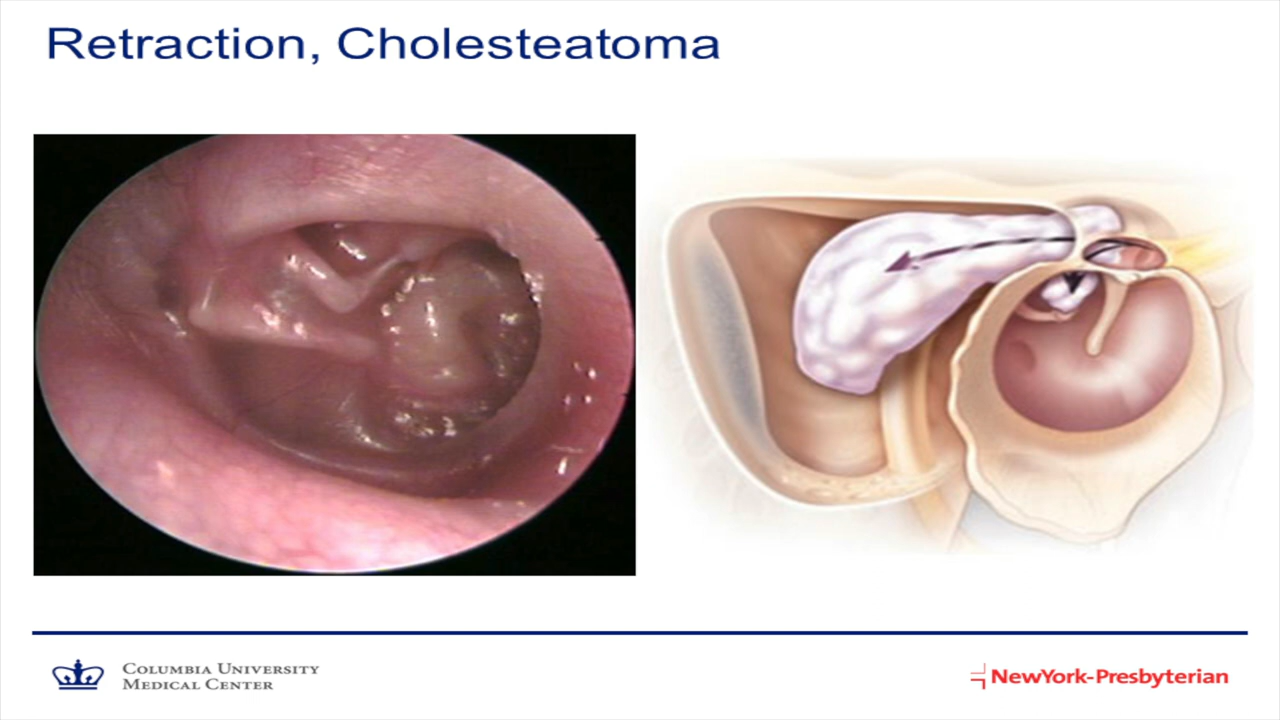 Retraction, Cholesteatoma
COLUMBIA UNIVERSITY
MEDICAL CENTER
NewYork-Presbyterian